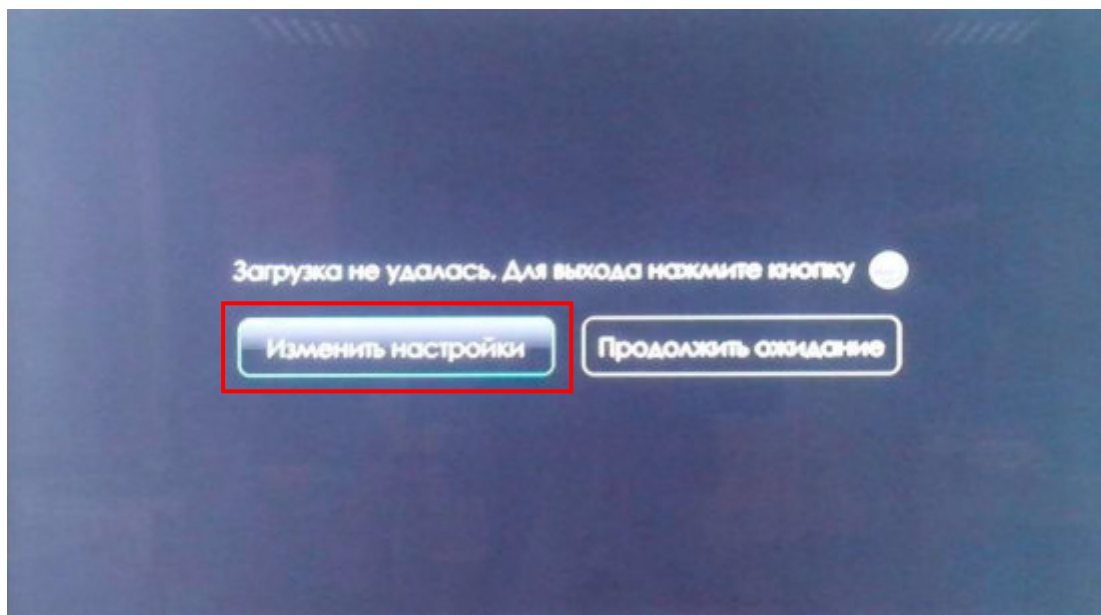 Загрузка не удалась. Для выхода нажмите кнопку
Изменить настройки
Продолжить ожидание